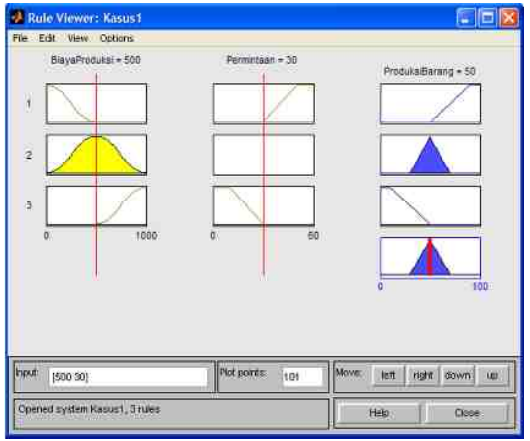 Rule Viewer: Kasus1
File Edit View Options
BiayaProduksi = 500
Permintaan = 30
ProduksiBarang = 50
1
2
3
0 1000
0 60
0 100
Input: [500 30]
Plot points: 101
Move: left right down up
Opened system Kasus1, 3 rules
Help Close